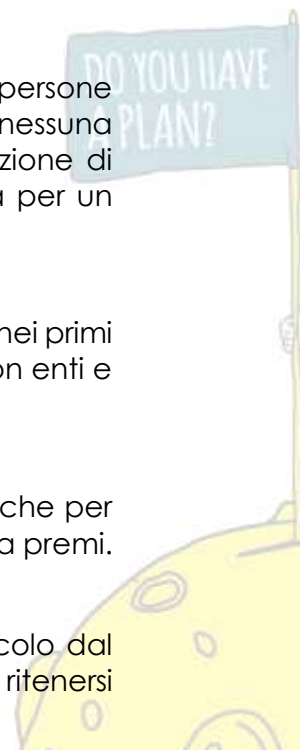 DO YOU HAVE
A PLAN?
persone
nessuna
zione di
per un
nei primi
on enti e
che per
a premi.
colo dal
ritenersi